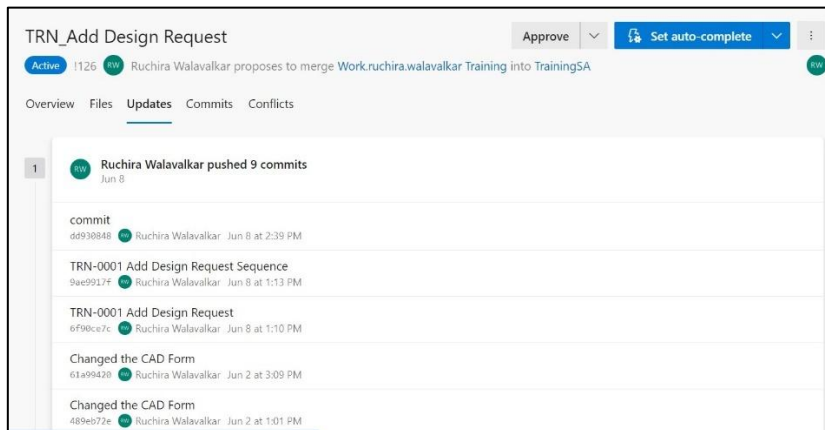 TRN_Add Design Request
Approve
Set auto-complete
Active !126 RW Ruchira Walavalkar proposes to merge Work.ruchira.walavalkar Training into TrainingSA
RW
Overview Files Updates Commits Conflicts
1
RW Ruchira Walavalkar pushed 9 commits
Jun 8
commit
dd930848 RW Ruchira Walavalkar Jun 8 at 2:39 PM
TRN-0001 Add Design Request Sequence
9ae9917f RW Ruchira Walavalkar Jun 8 at 1:13 PM
TRN-0001 Add Design Request
6f90ce7c RW Ruchira Walavalkar Jun 8 at 1:10 PM
Changed the CAD Form
61a99420 RW Ruchira Walavalkar Jun 2 at 3:09 PM
Changed the CAD Form
489eb72e RW Ruchira Walavalkar Jun 2 at 1:01 PM